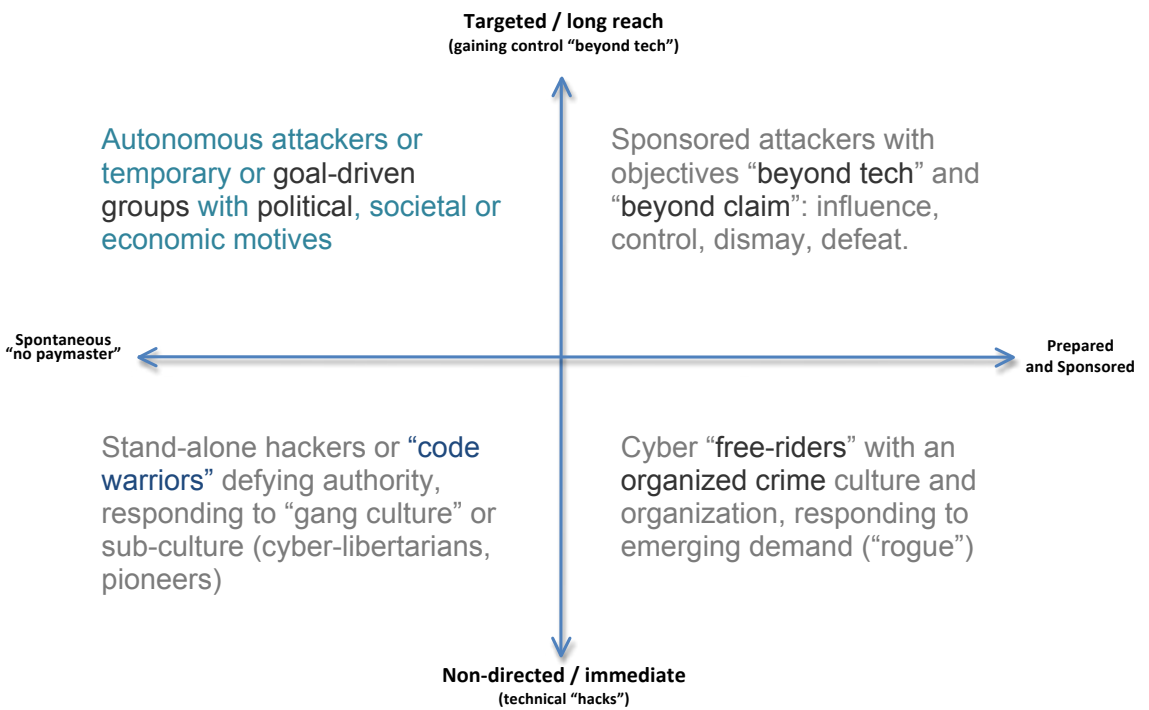 Targeted / long reach
(gaining control “beyond tech”)
Autonomous attackers or
temporary or goal-driven
groups with political, societal or
economic motives
Sponsored attackers with
objectives “beyond tech” and
“beyond claim”: influence,
control, dismay, defeat.
Spontaneous
“no paymaster”
Prepared
and Sponsored
Stand-alone hackers or “code
warriors” defying authority,
responding to “gang culture” or
sub-culture (cyber-libertarians,
pioneers)
Cyber “free-riders” with an
organized crime culture and
organization, responding to
emerging demand (“rogue”)
Non-directed / immediate
(technical “hacks”)